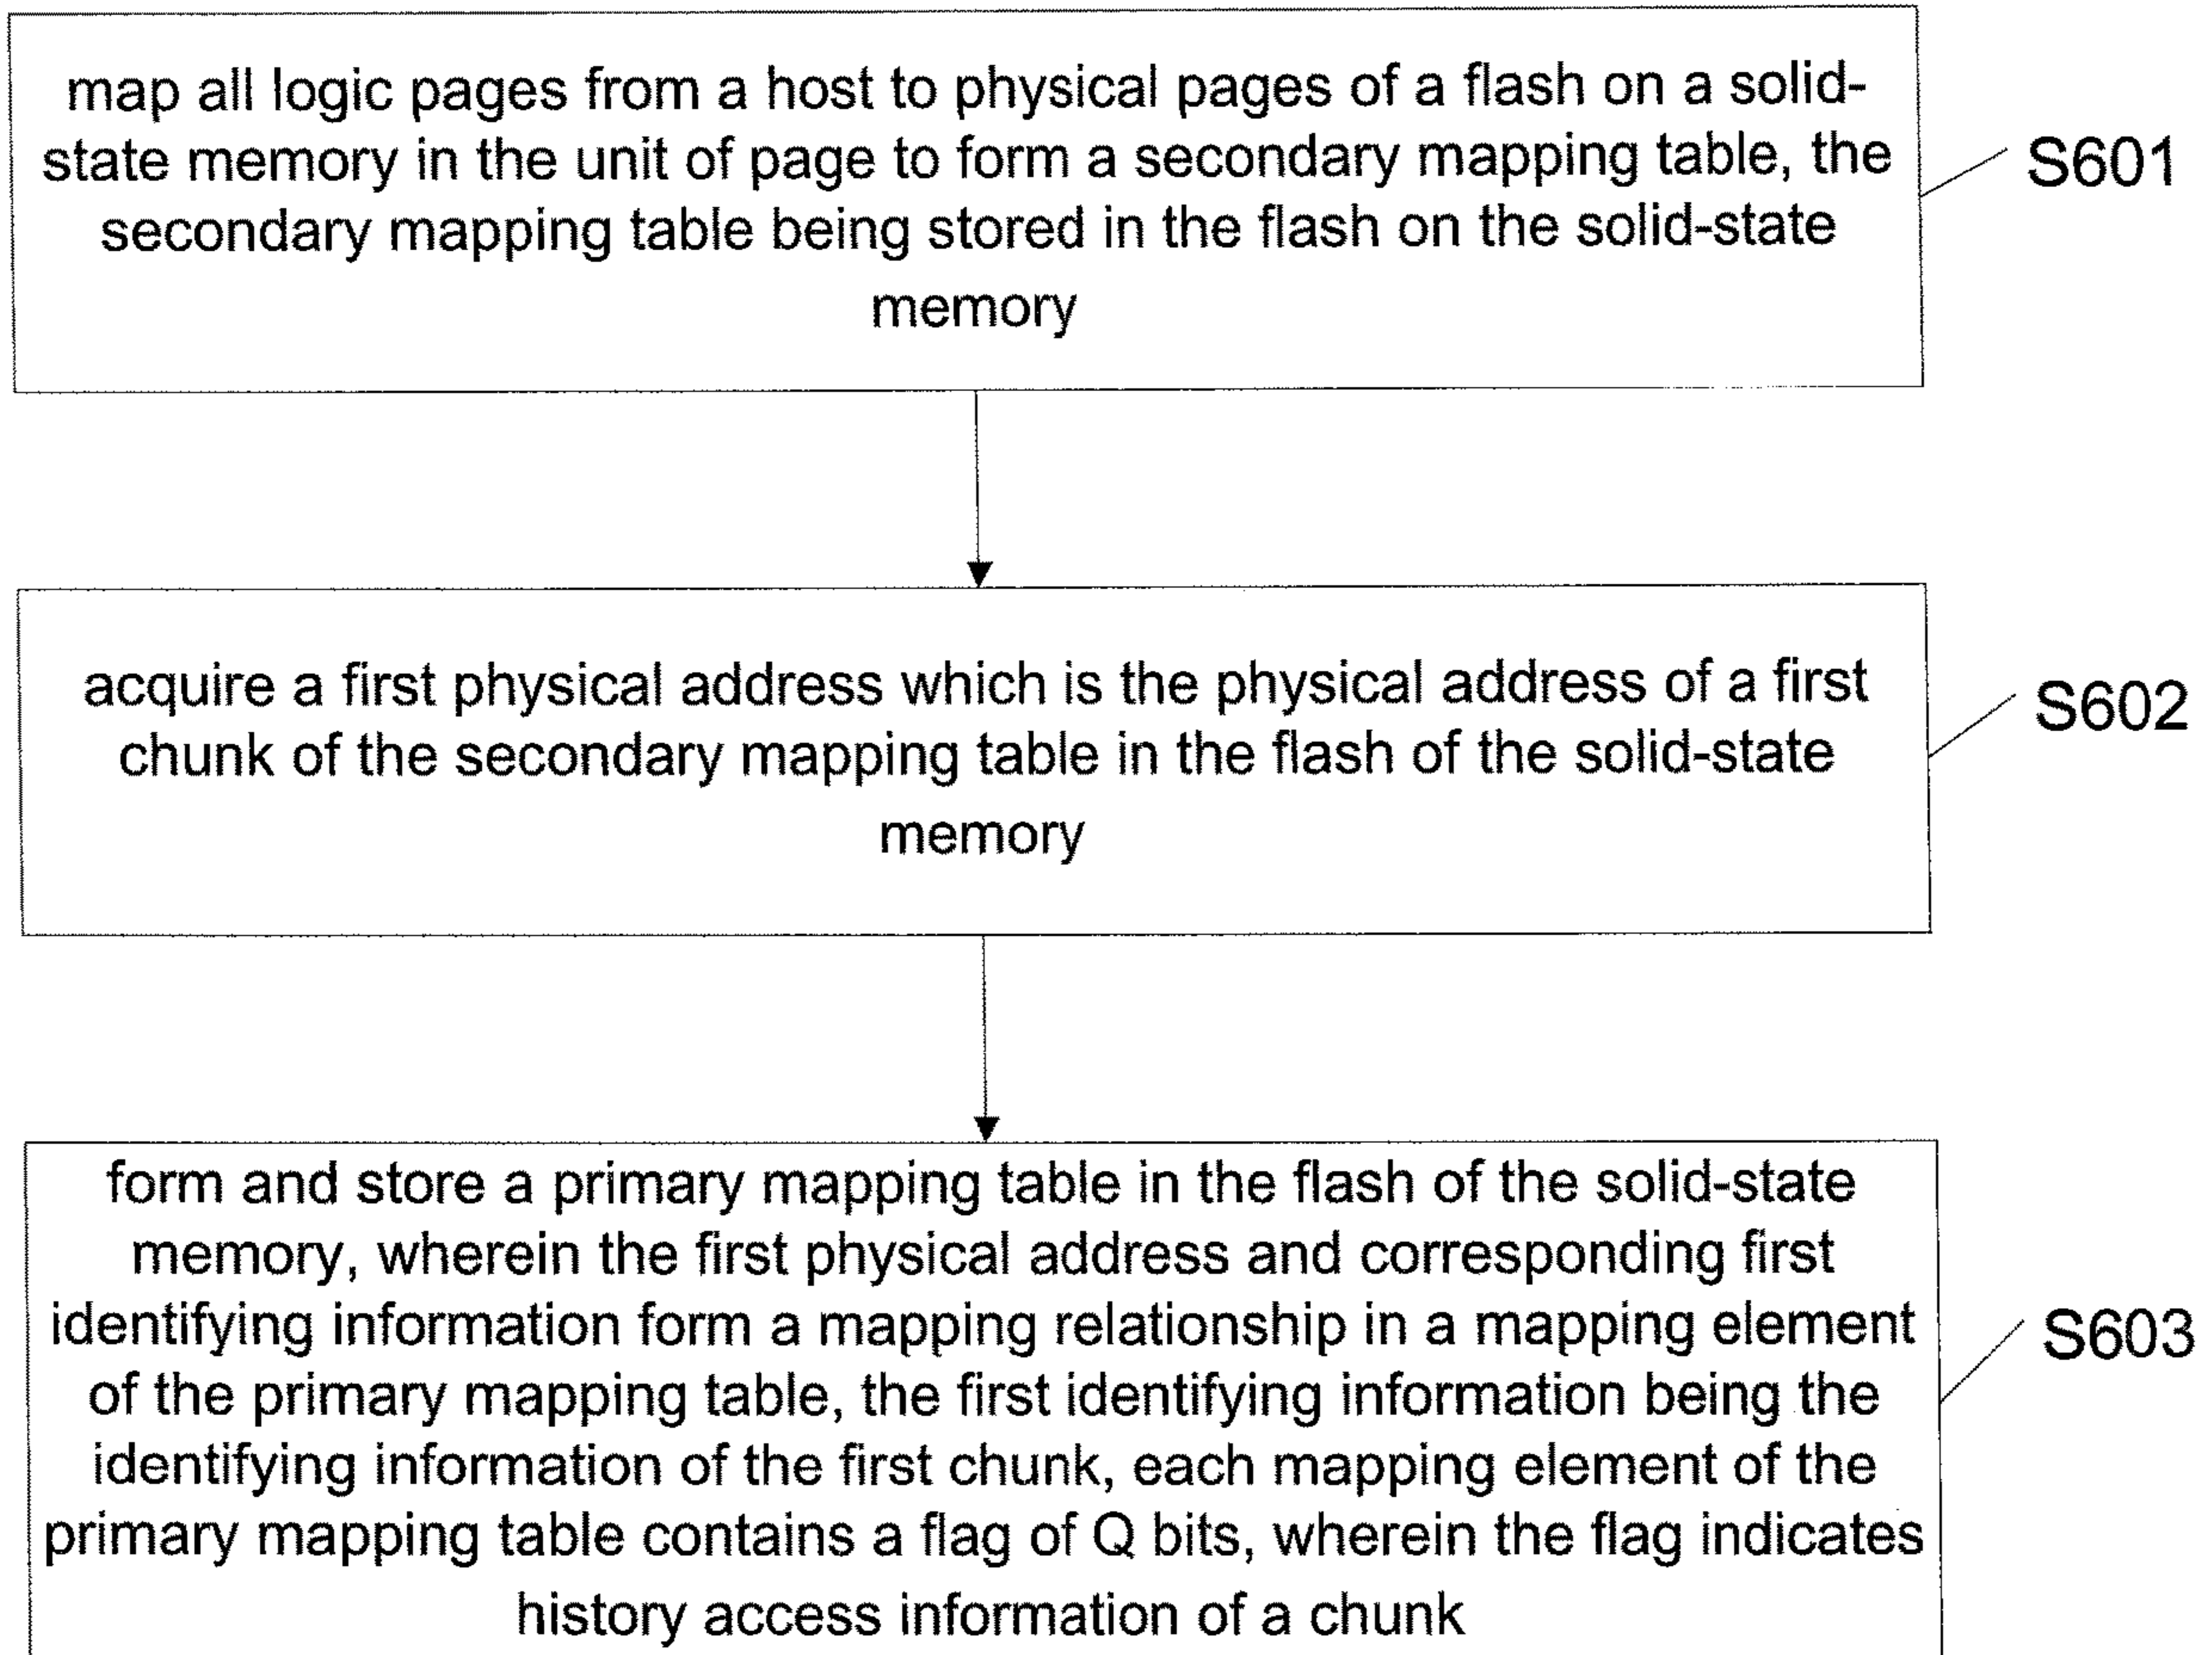 map all logic pages from a host to physical pages of a flash on a solid-
state memory in the unit of page to form a secondary mapping table, the
secondary mapping table being stored in the flash on the solid-state
memory
S601
acquire a first physical address which is the physical address of a first
chunk of the secondary mapping table in the flash of the solid-state
memory
S602
form and store a primary mapping table in the flash of the solid-state
memory, wherein the first physical address and corresponding first
identifying information form a mapping relationship in a mapping element
of the primary mapping table, the first identifying information being the
identifying information of the first chunk, each mapping element of the
primary mapping table contains a flag of Q bits, wherein the flag indicates
history access information of a chunk
S603